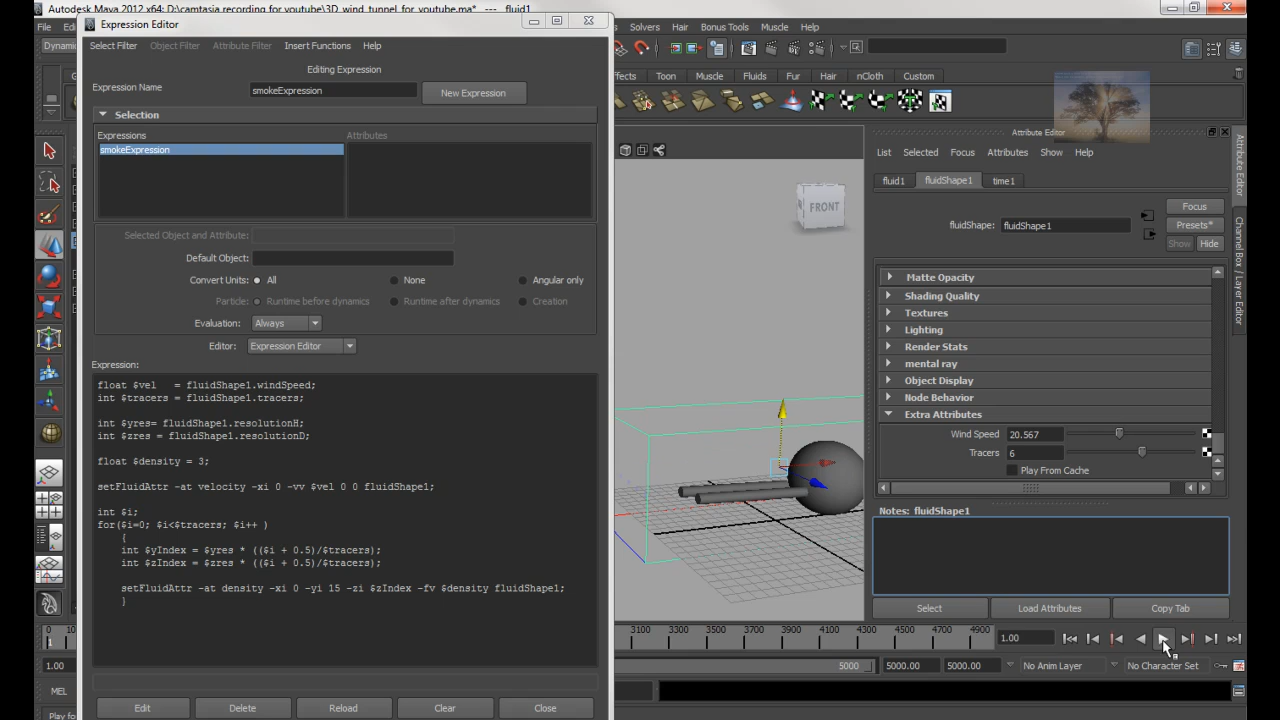 Autodesk Maya 2012 x64: D:\camtasia recording for youtube\3D_wind_tunnel_for_youtube.ma* --- fluid1
Expression Editor
File
Solvers Hair Bonus Tools Muscle Help
Select Filter Object Filter Attribute Filter Insert Functions Help
Editing Expression
Toon Muscle Fluids Fur Hair nCloth Custom
Expression Name smokeExpression New Expression
Selection
Expressions Attributes
smokeExpression
Attribute Editor
List Selected Focus Attributes Show Help
fluid1 fluidShape1 time1
FRONT
Focus
fluidShape: fluidShape1 Presets*
Show Hide
Selected Object and Attribute:
Default Object:
Convert Units: All None Angular only
Particle: Runtime before dynamics Runtime after dynamics Creation
Evaluation: Always
Editor: Expression Editor
Expression:
float $vel = fluidShape1.windSpeed;
int $tracers = fluidShape1.tracers;
int $yres= fluidShape1.resolutionH;
int $zres = fluidShape1.resolutionD;
float $density = 3;
setFluidAttr -at velocity -xi 0 -vv $vel 0 0 fluidShape1;
int $i;
for($i=0; $i<$tracers; $i++ )
{
int $yIndex = $yres * (($i + 0.5)/$tracers);
int $zIndex = $zres * (($i + 0.5)/$tracers);
setFluidAttr -at density -xi 0 -yi 15 -zi $zIndex -fv $density fluidShape1;
}
Edit Delete Reload Clear Close
Matte Opacity
Shading Quality
Textures
Lighting
Render Stats
mental ray
Object Display
Node Behavior
Extra Attributes
Wind Speed 20.567
Tracers 6
Play From Cache
Notes: fluidShape1
Select Load Attributes Copy Tab
Attribute Editor
Channel Box / Layer Editor
0 3100 3300 3500 3700 3900 4100 4300 4500 4700 4900 1.00
1
1.00 5000 5000.00 5000.00 No Anim Layer No Character Set
MEL